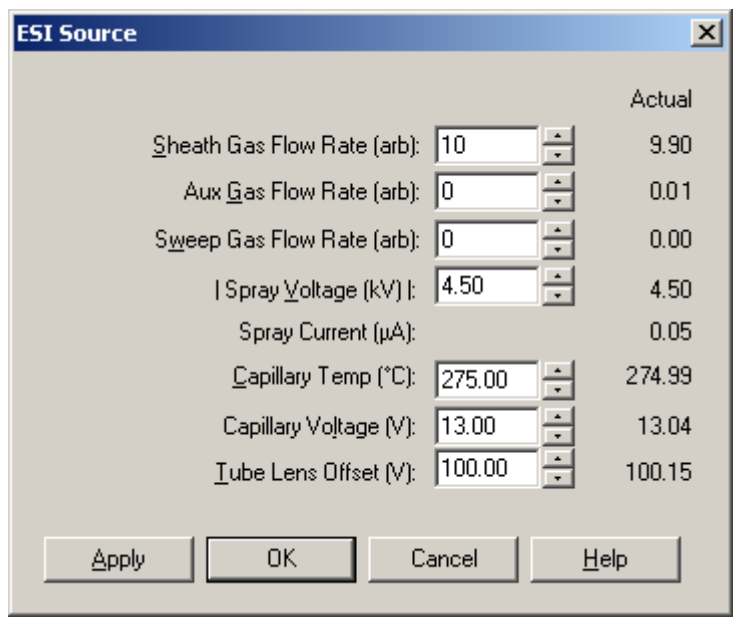 ESI Source
Actual
Sheath Gas Flow Rate (arb): 10 9.90
Aux Gas Flow Rate (arb): 0 0.01
Sweep Gas Flow Rate (arb): 0 0.00
| Spray Voltage (kV) |: 4.50 4.50
Spray Current (µA): 0.05
Capillary Temp (°C): 275.00 274.99
Capillary Voltage (V): 13.00 13.04
Tube Lens Offset (V): 100.00 100.15
Apply OK Cancel Help